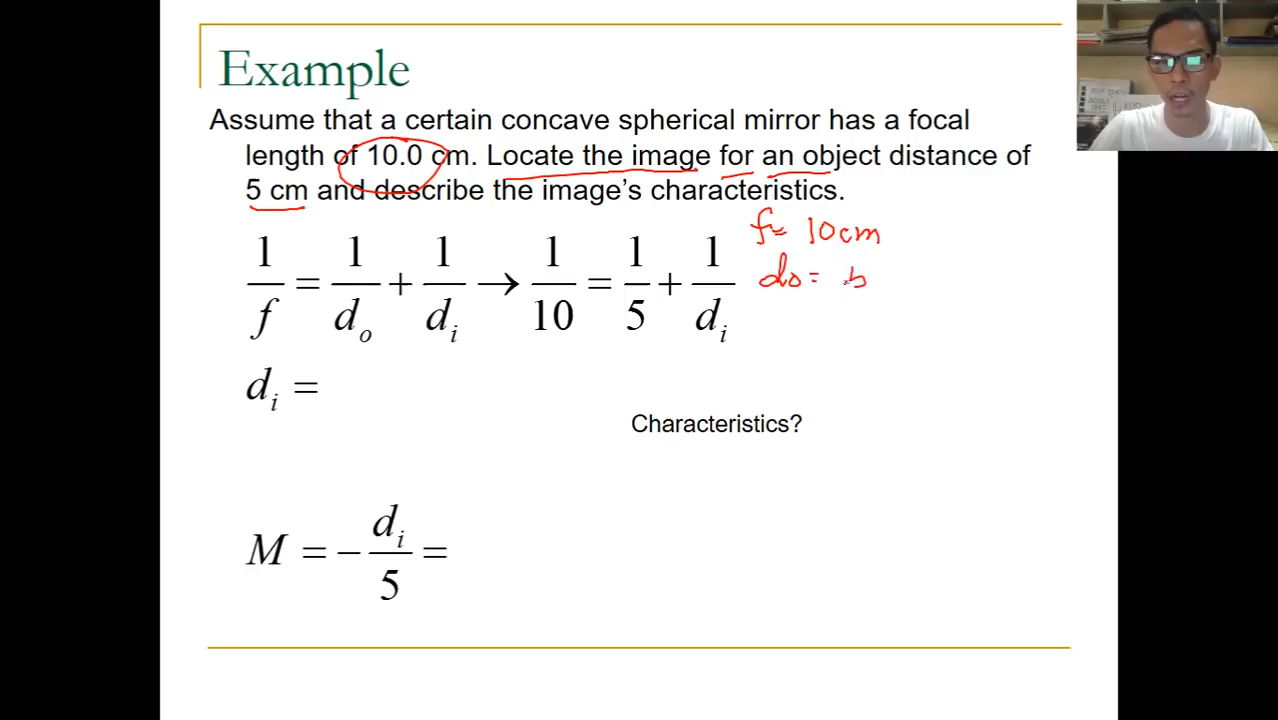 Example
Assume that a certain concave spherical mirror has a focal
length of 10.0 cm. Locate the image for an object distance of
5 cm and describe the image's characteristics.
f = 10cm
do = 5
1/f = 1/d_o + 1/d_i → 1/10 = 1/5 + 1/d_i
d_i =
Characteristics?
M = - d_i/5 =